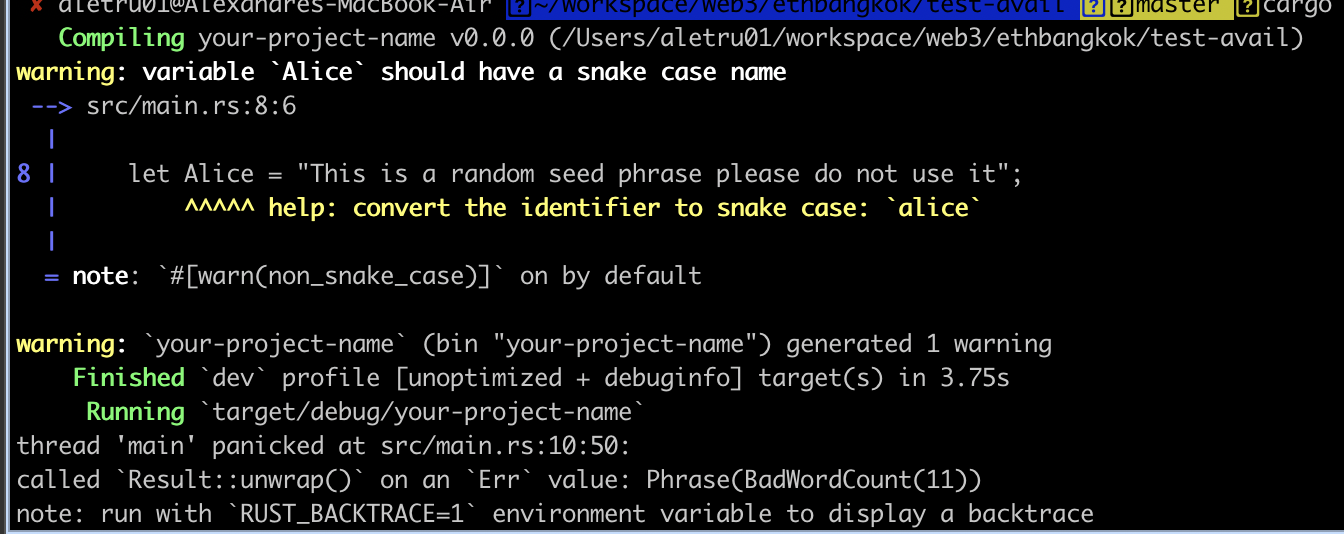 ✘ aletru01@Alexandres-MacBook-Air ~/workspace/web3/ethbangkok/test-avail master cargo
Compiling your-project-name v0.0.0 (/Users/aletru01/workspace/web3/ethbangkok/test-avail)
warning: variable `Alice` should have a snake case name
--> src/main.rs:8:6
|
8 | let Alice = "This is a random seed phrase please do not use it";
| ^^^^^ help: convert the identifier to snake case: `alice`
|
= note: `#[warn(non_snake_case)]` on by default
warning: `your-project-name` (bin "your-project-name") generated 1 warning
Finished `dev` profile [unoptimized + debuginfo] target(s) in 3.75s
Running `target/debug/your-project-name`
thread 'main' panicked at src/main.rs:10:50:
called `Result::unwrap()` on an `Err` value: Phrase(BadWordCount(11))
note: run with `RUST_BACKTRACE=1` environment variable to display a backtrace